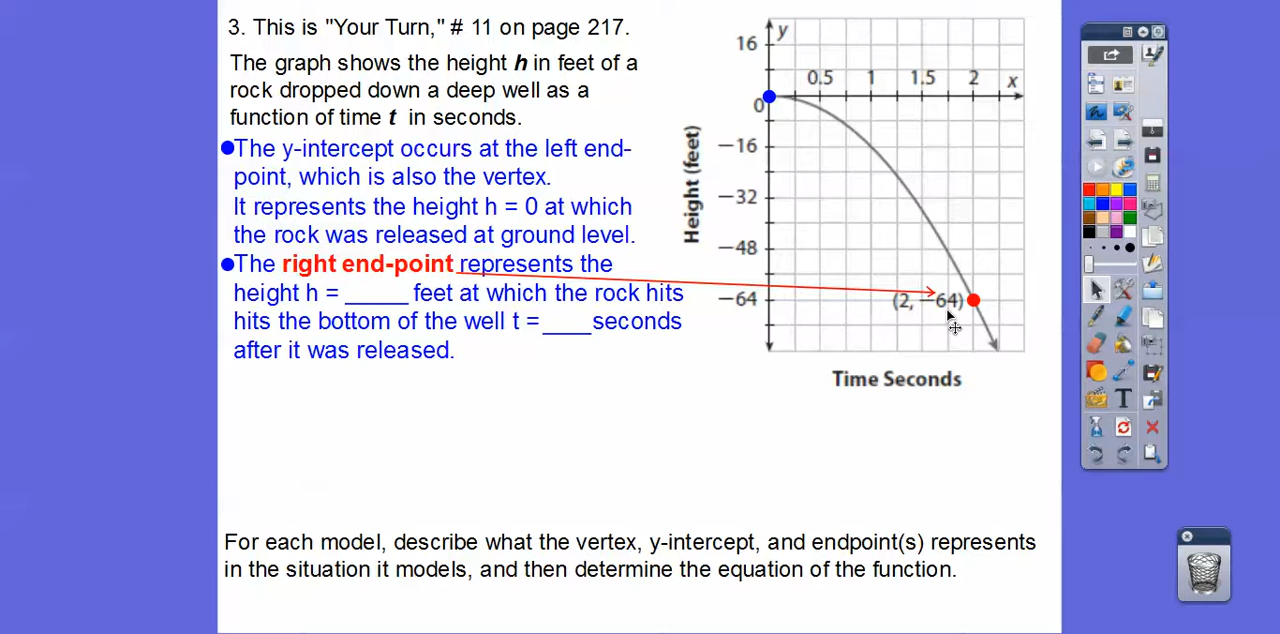 3. This is "Your Turn," # 11 on page 217.
The graph shows the height h in feet of a
rock dropped down a deep well as a
function of time t in seconds.
●The y-intercept occurs at the left end-
point, which is also the vertex.
It represents the height h = 0 at which
the rock was released at ground level.
●The right end-point represents the
height h = _____ feet at which the rock hits
hits the bottom of the well t = ____ seconds
after it was released.
y
16
0.5 1 1.5 2 x
0
−16
−32
−48
−64
(2, −64)
Height (feet)
Time Seconds
For each model, describe what the vertex, y-intercept, and endpoint(s) represents
in the situation it models, and then determine the equation of the function.
T